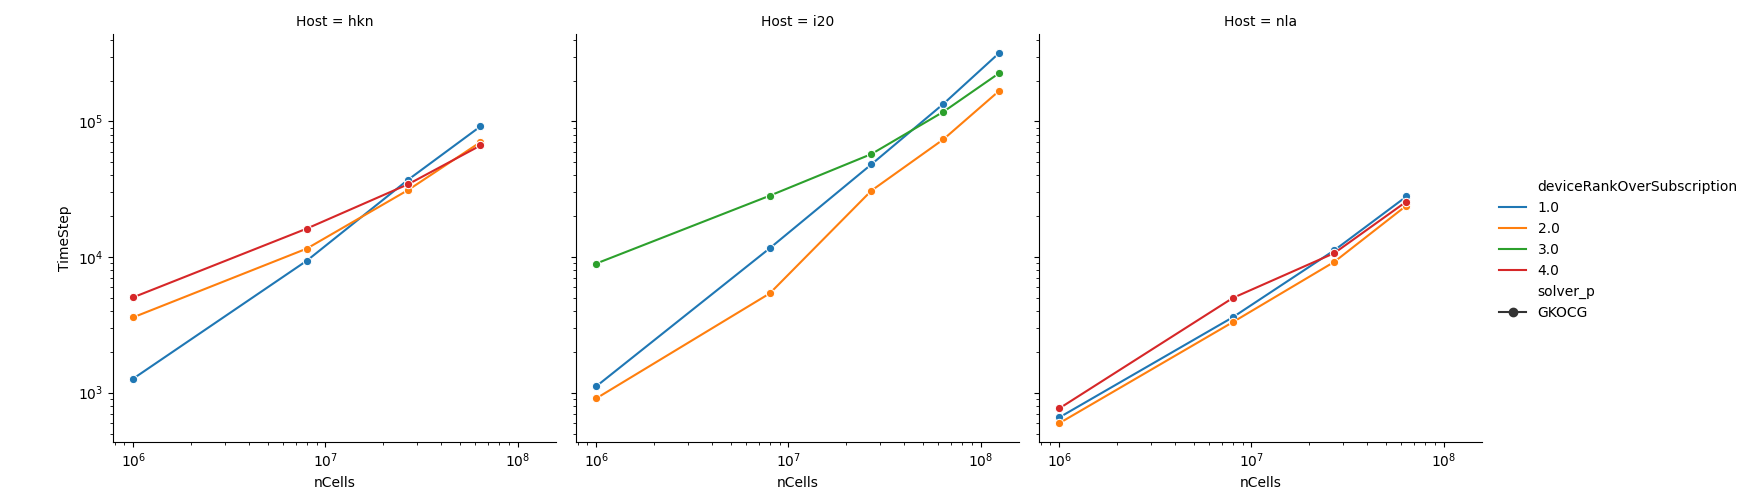 Host = hkn
Host = i20
Host = nla
TimeStep
10^5
10^4
10^3
10^6
10^7
10^8
nCells
10^6
10^7
10^8
nCells
10^6
10^7
10^8
nCells
deviceRankOverSubscription
1.0
2.0
3.0
4.0
solver_p
GKOCG